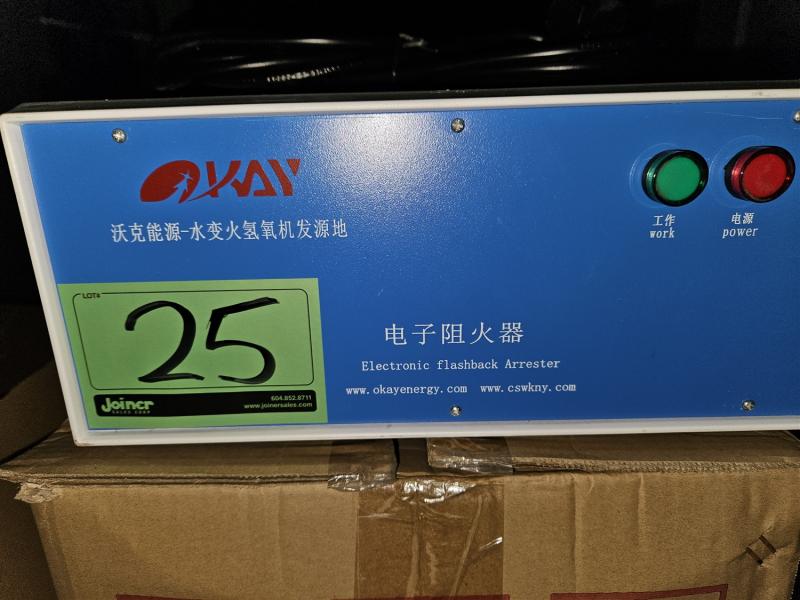 OKAY
沃克能源-水变火氢氧机发源地
工作
work
电源
power
LOT#
25
Joiner
SALES CORP
604.852.8711
www.joinersales.com
电子阻火器
Electronic flashback Arrester
www.okayenergy.com www.cswkny.com